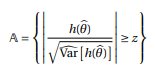 𝔸 = { | h(θ̂) / √(V̂ar[h(θ̂)]) | ≥ z }